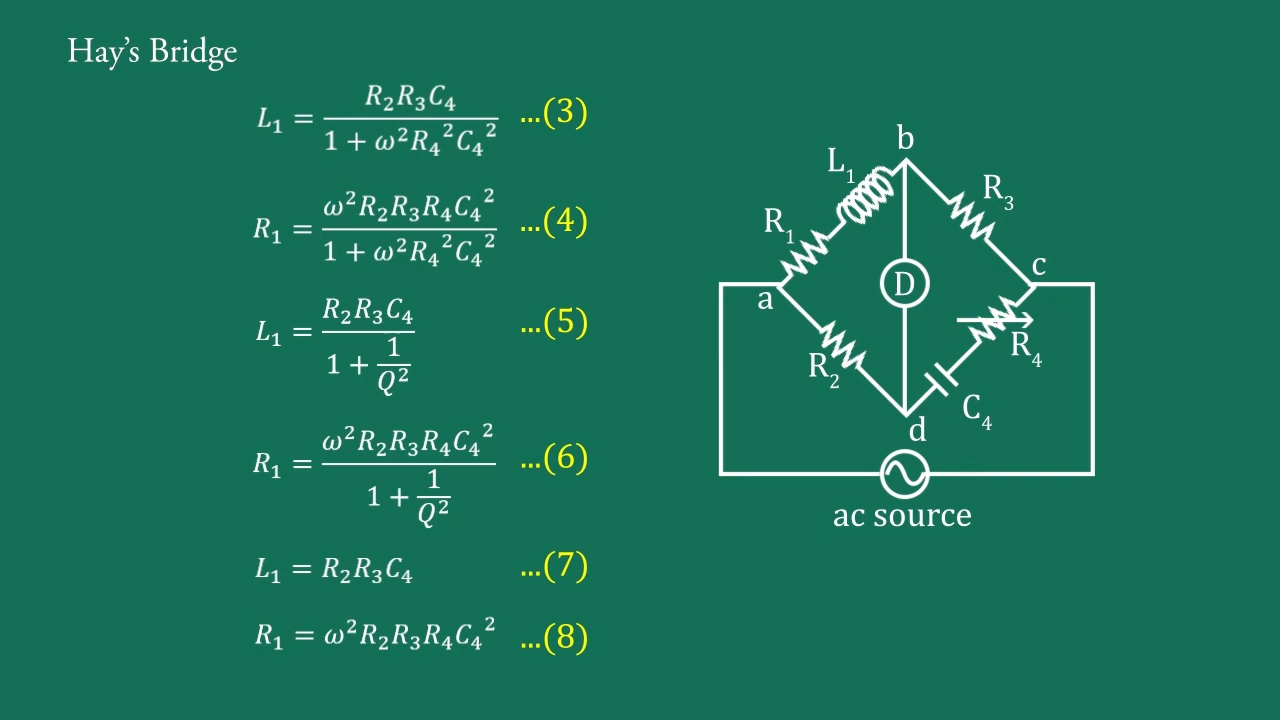 Hay's Bridge
L₁ = R₂R₃C₄ / (1 + ω²R₄²C₄²) ...(3)
R₁ = ω²R₂R₃R₄C₄² / (1 + ω²R₄²C₄²) ...(4)
L₁ = R₂R₃C₄ / (1 + 1/Q²) ...(5)
R₁ = ω²R₂R₃R₄C₄² / (1 + 1/Q²) ...(6)
L₁ = R₂R₃C₄ ...(7)
R₁ = ω²R₂R₃R₄C₄² ...(8)
b
L₁
R₃
R₁
c
D
a
R₄
R₂
C₄
d
ac source